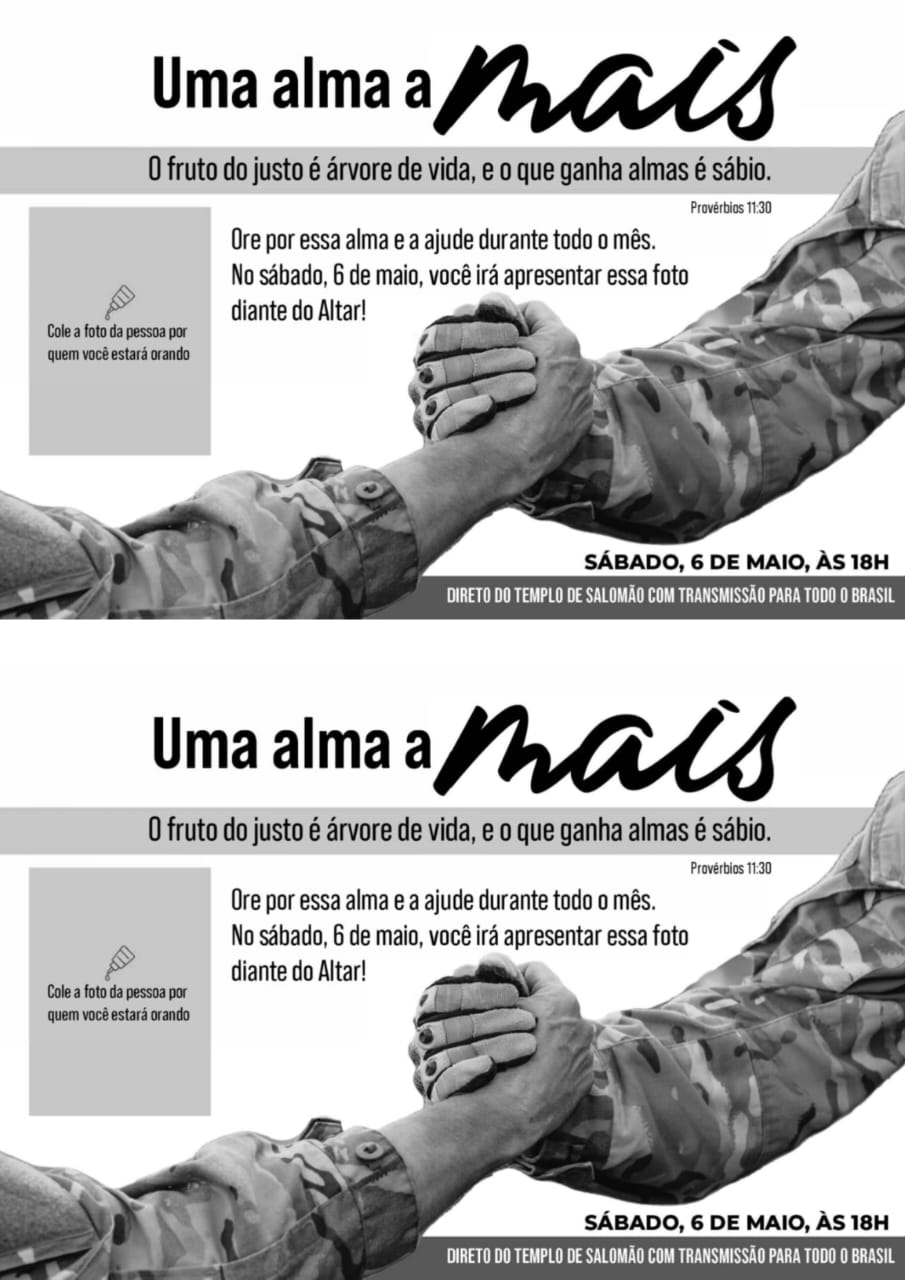 Uma alma a mais
O fruto do justo é árvore de vida, e o que ganha almas é sábio.
Provérbios 11:30
Ore por essa alma e a ajude durante todo o mês.
No sábado, 6 de maio, você irá apresentar essa foto
diante do Altar!
Cole a foto da pessoa por
quem você estará orando
SÁBADO, 6 DE MAIO, ÀS 18H
DIRETO DO TEMPLO DE SALOMÃO COM TRANSMISSÃO PARA TODO O BRASIL
Uma alma a mais
O fruto do justo é árvore de vida, e o que ganha almas é sábio.
Provérbios 11:30
Ore por essa alma e a ajude durante todo o mês.
No sábado, 6 de maio, você irá apresentar essa foto
diante do Altar!
Cole a foto da pessoa por
quem você estará orando
SÁBADO, 6 DE MAIO, ÀS 18H
DIRETO DO TEMPLO DE SALOMÃO COM TRANSMISSÃO PARA TODO O BRASIL